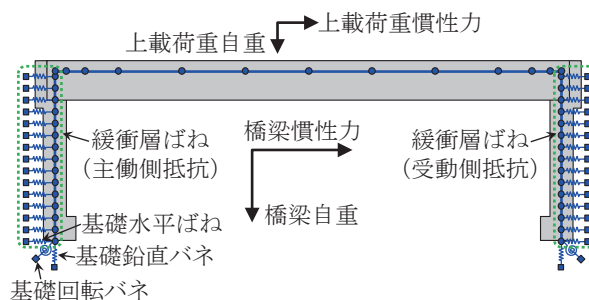 上載荷重慣性力
上載荷重自重
緩衝層ばね
(主働側抵抗)
橋梁慣性力
橋梁自重
緩衝層ばね
(受動側抵抗)
基礎水平ばね
基礎鉛直バネ
基礎回転バネ